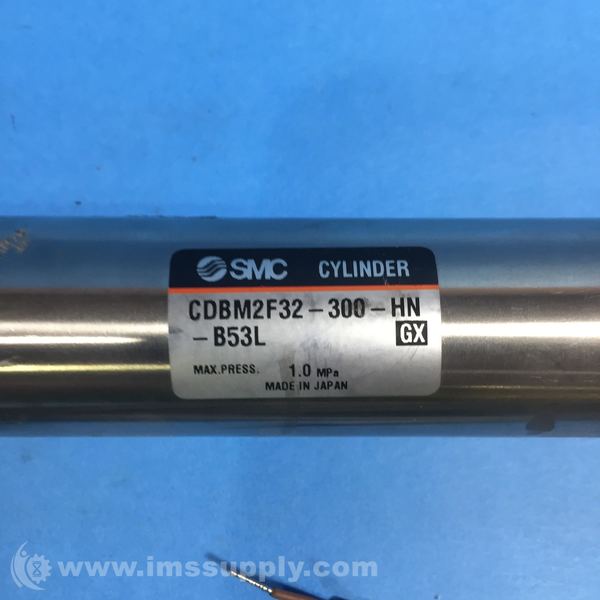 SMC CYLINDER
CDBM2F32-300-HN
-B53L GX
MAX.PRESS. 1.0 MPa
MADE IN JAPAN
www.imssupply.com